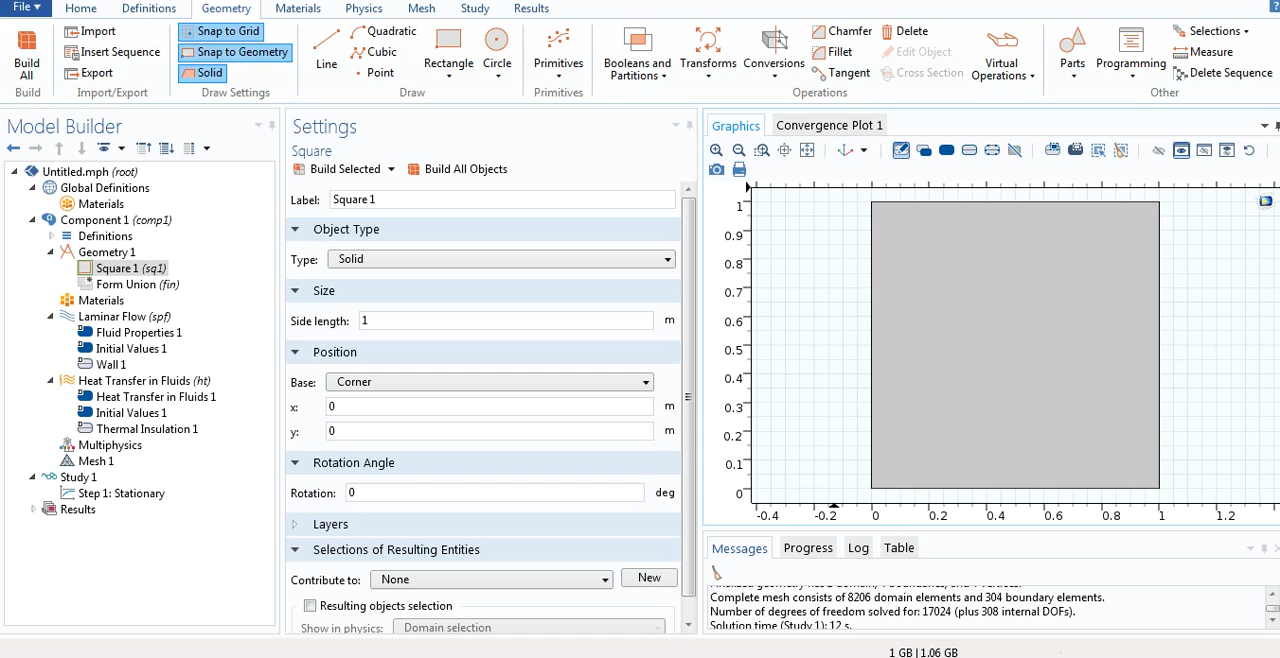 File Home Definitions Geometry Materials Physics Mesh Study Results
Build All
Build
Import
Insert Sequence
Export
Import/Export
Snap to Grid
Snap to Geometry
Solid
Draw Settings
Line
Quadratic
Cubic
Point
Rectangle
Circle
Draw
Primitives
Primitives
Booleans and Partitions
Transforms
Conversions
Chamfer
Fillet
Tangent
Delete
Edit Object
Cross Section
Virtual Operations
Operations
Parts
Programming
Selections
Measure
Delete Sequence
Other
Model Builder
Untitled.mph (root)
Global Definitions
Materials
Component 1 (comp1)
Definitions
Geometry 1
Square 1 (sq1)
Form Union (fin)
Materials
Laminar Flow (spf)
Fluid Properties 1
Initial Values 1
Wall 1
Heat Transfer in Fluids (ht)
Heat Transfer in Fluids 1
Initial Values 1
Thermal Insulation 1
Multiphysics
Mesh 1
Study 1
Step 1: Stationary
Results
Settings
Square
Build Selected Build All Objects
Label: Square 1
Object Type
Type: Solid
Size
Side length: 1 m
Position
Base: Corner
x: 0 m
y: 0 m
Rotation Angle
Rotation: 0 deg
Layers
Selections of Resulting Entities
Contribute to: None New
Resulting objects selection
Show in physics: Domain selection
Graphics Convergence Plot 1
1
0.9
0.8
0.7
0.6
0.5
0.4
0.3
0.2
0.1
0
-0.4 -0.2 0 0.2 0.4 0.6 0.8 1 1.2
Messages Progress Log Table
Complete mesh consists of 8206 domain elements and 304 boundary elements.
Number of degrees of freedom solved for: 17024 (plus 308 internal DOFs).
Solution time (Study 1): 12 s.
1 GB | 1.06 GB